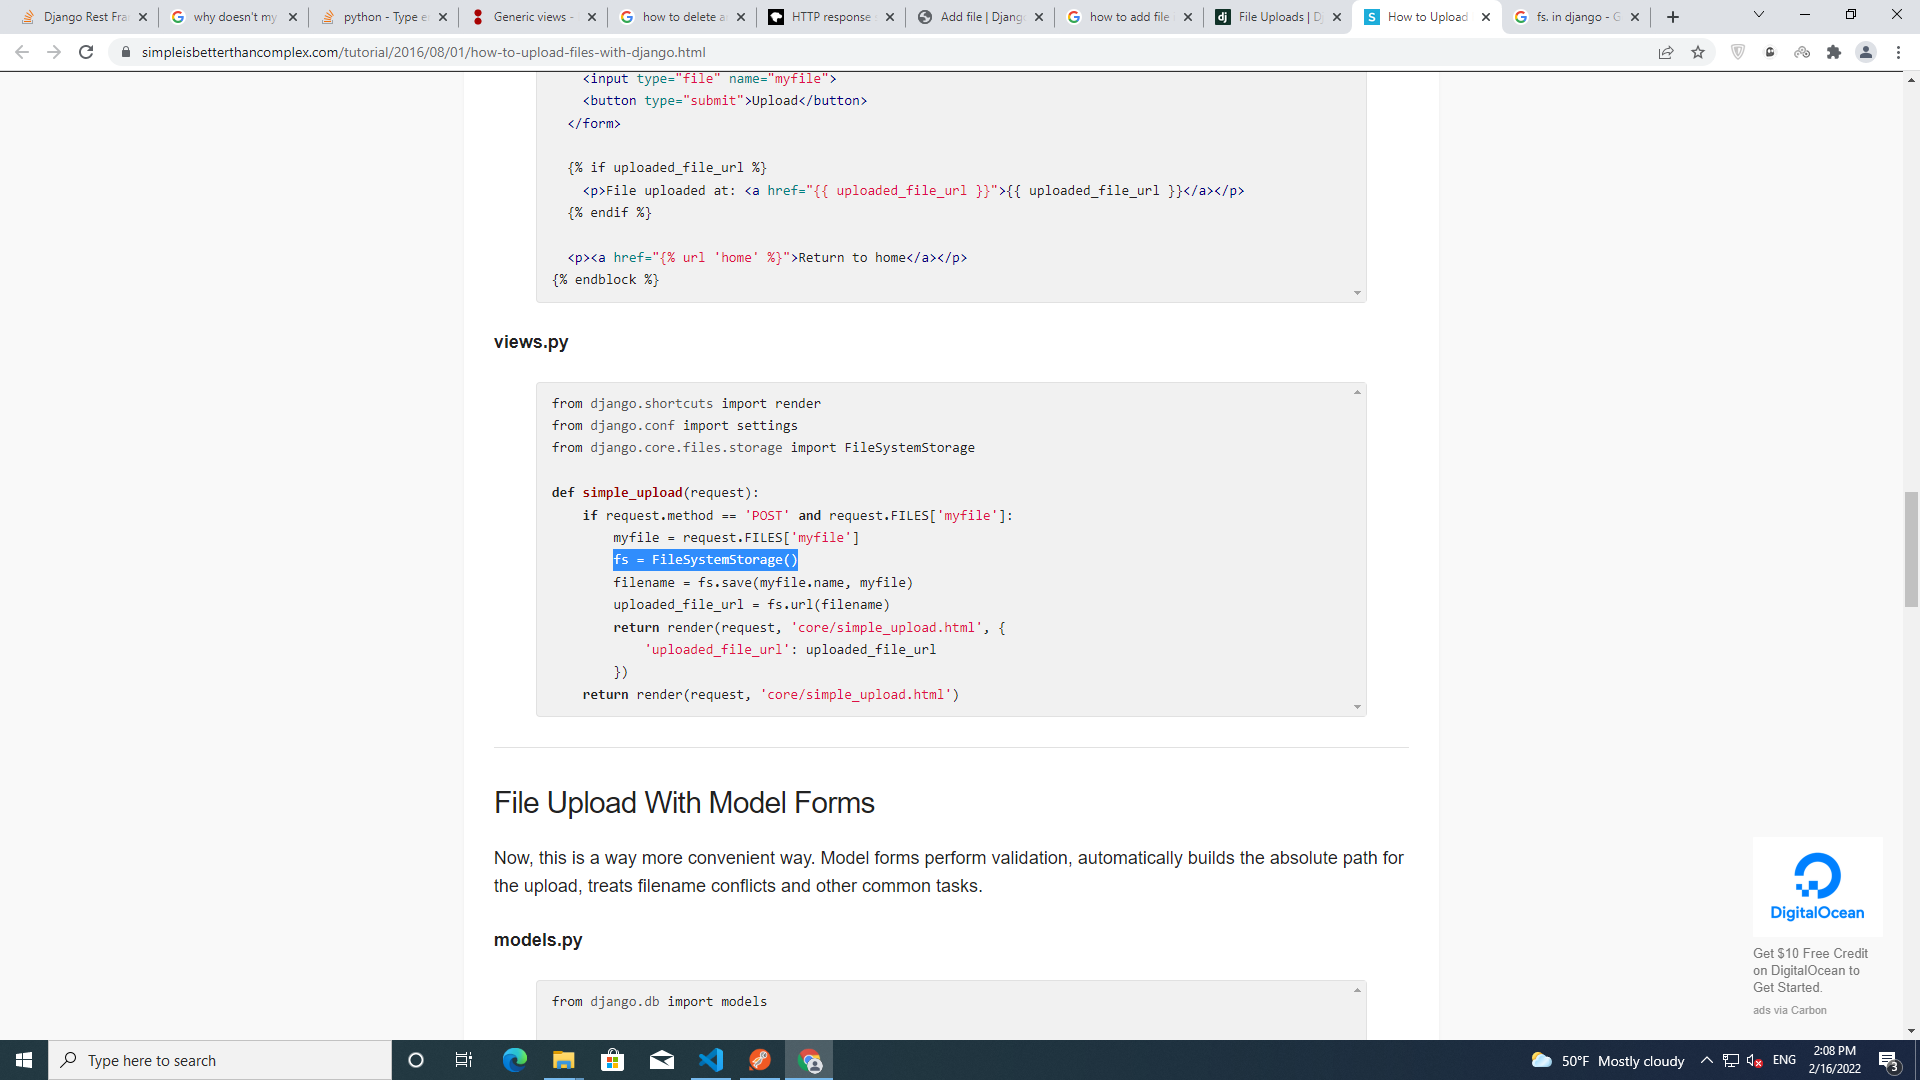 Django Rest Fra
why doesn't my
python - Type e
Generic views -
how to delete a
HTTP response
Add file | Djang
how to add file
File Uploads | D
How to Upload
fs. in django - G
simpleisbetterthancomplex.com/tutorial/2016/08/01/how-to-upload-files-with-django.html
<input type="file" name="myfile">
<button type="submit">Upload</button>
</form>
{% if uploaded_file_url %}
<p>File uploaded at: <a href="{{ uploaded_file_url }}">{{ uploaded_file_url }}</a></p>
{% endif %}
<p><a href="{% url 'home' %}">Return to home</a></p>
{% endblock %}
views.py
from django.shortcuts import render
from django.conf import settings
from django.core.files.storage import FileSystemStorage
def simple_upload(request):
if request.method == 'POST' and request.FILES['myfile']:
myfile = request.FILES['myfile']
fs = FileSystemStorage()
filename = fs.save(myfile.name, myfile)
uploaded_file_url = fs.url(filename)
return render(request, 'core/simple_upload.html', {
'uploaded_file_url': uploaded_file_url
})
return render(request, 'core/simple_upload.html')
File Upload With Model Forms
Now, this is a way more convenient way. Model forms perform validation, automatically builds the absolute path for
the upload, treats filename conflicts and other common tasks.
models.py
from django.db import models
DigitalOcean
Get $10 Free Credit
on DigitalOcean to
Get Started.
ads via Carbon
Type here to search
50°F Mostly cloudy
ENG
2:08 PM
2/16/2022
3